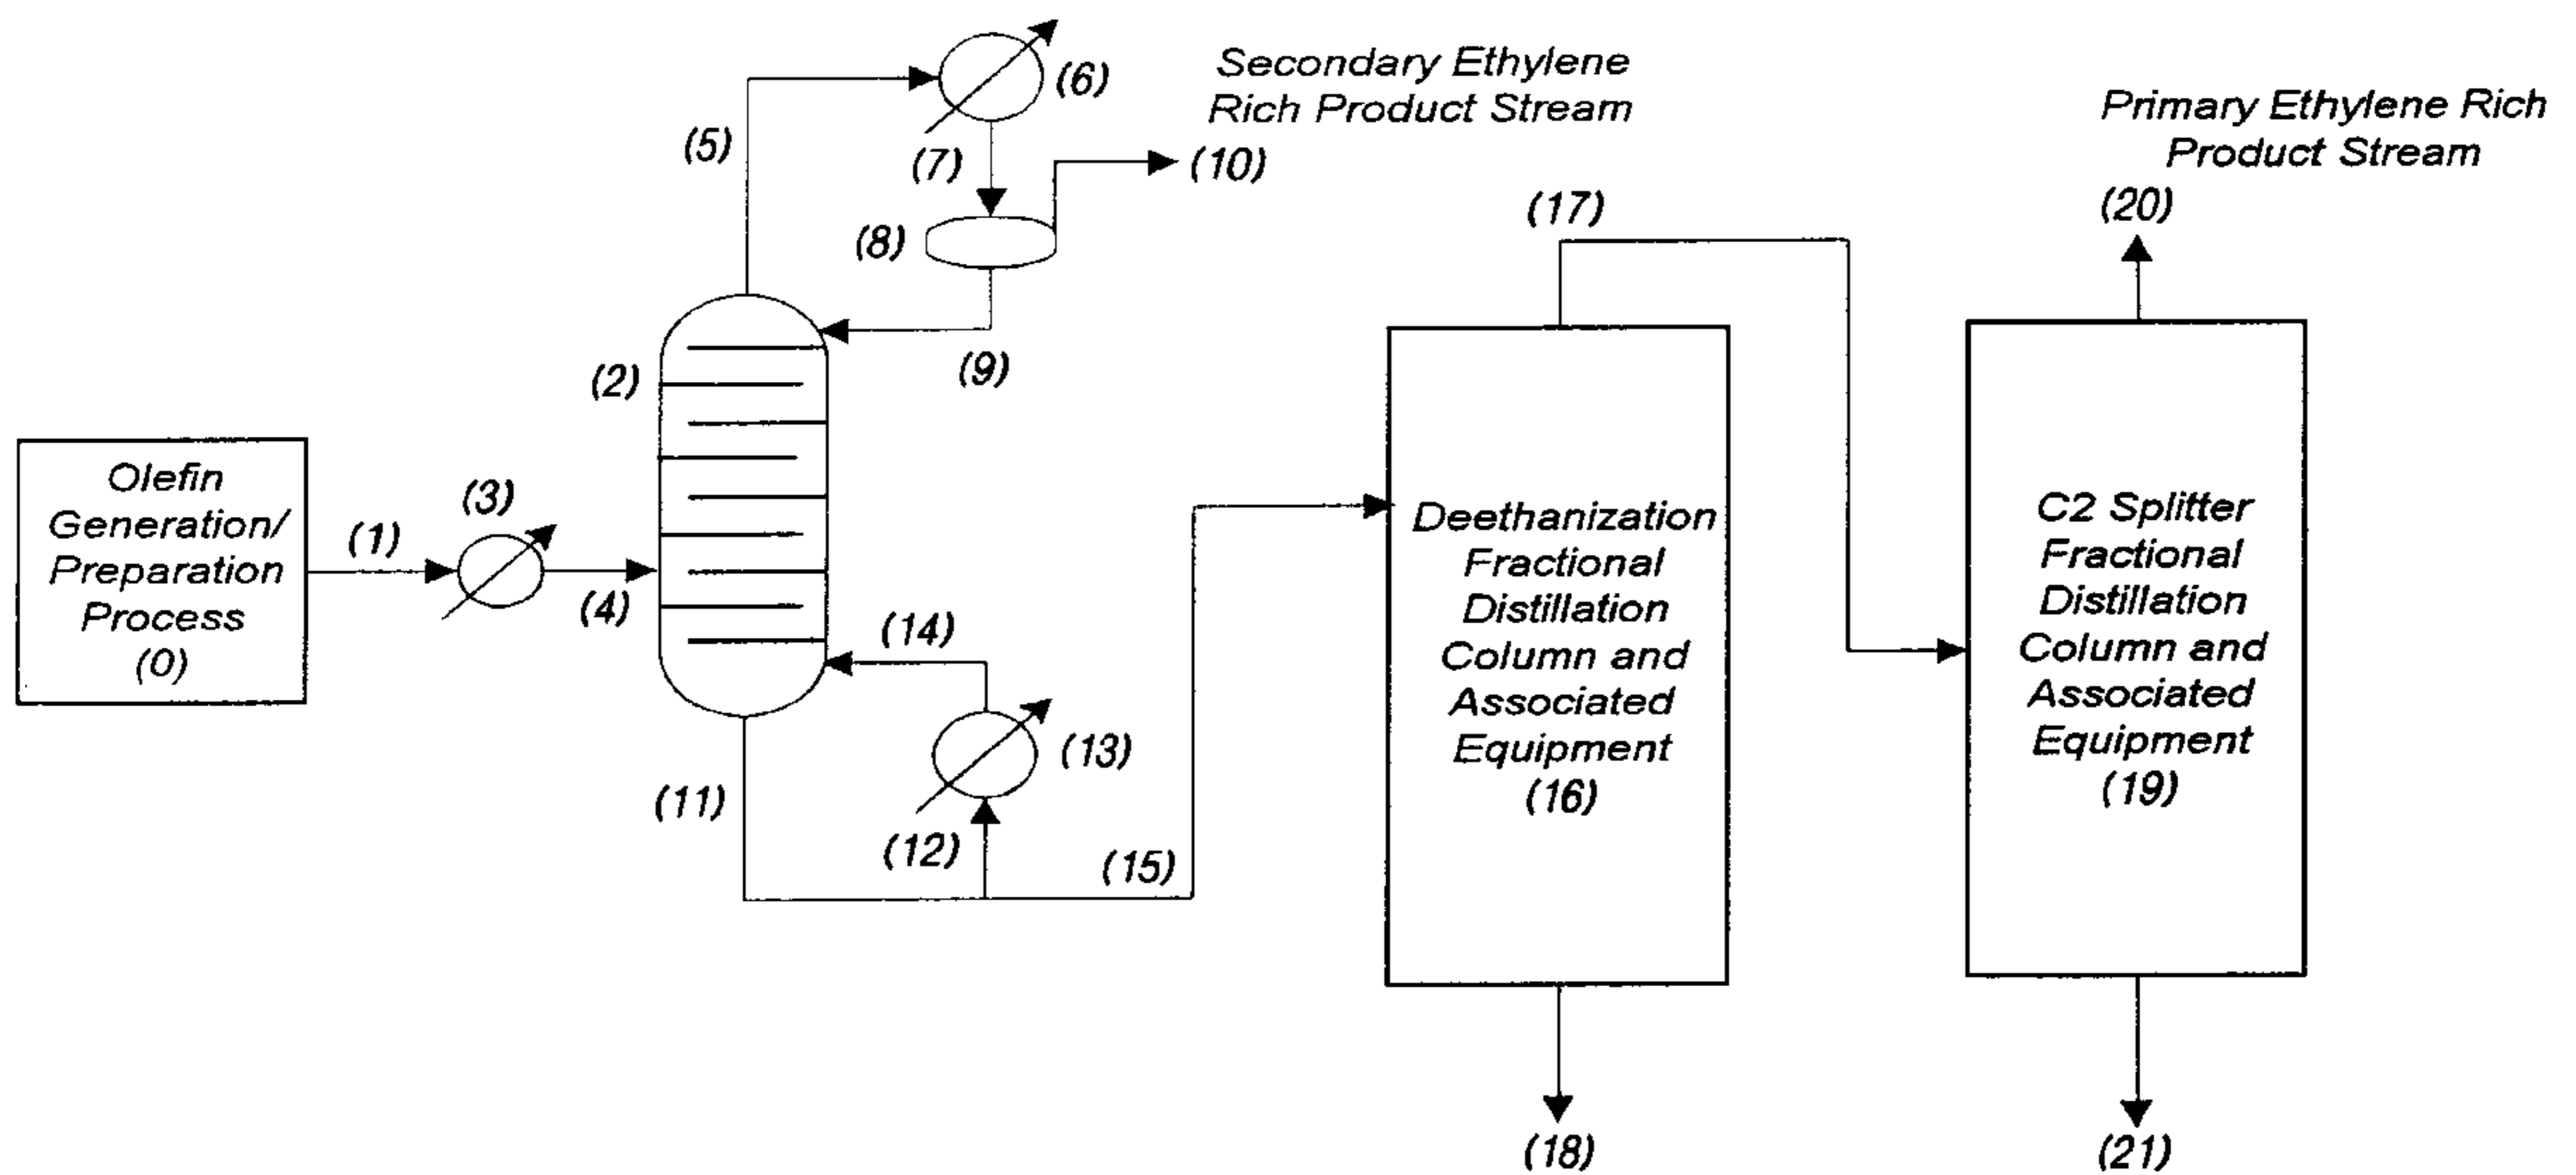 (6)
Secondary Ethylene
Rich Product Stream
(10)
Primary Ethylene Rich
Product Stream
(20)
(5)
(7)
(8)
(17)
(9)
(2)
Olefin
Generation/
Preparation
Process
(0)
(1)
(3)
(4)
(14)
(13)
(11)
(12)
(15)
Deethanization
Fractional
Distillation
Column and
Associated
Equipment
(16)
C2 Splitter
Fractional
Distillation
Column and
Associated
Equipment
(19)
(18)
(21)